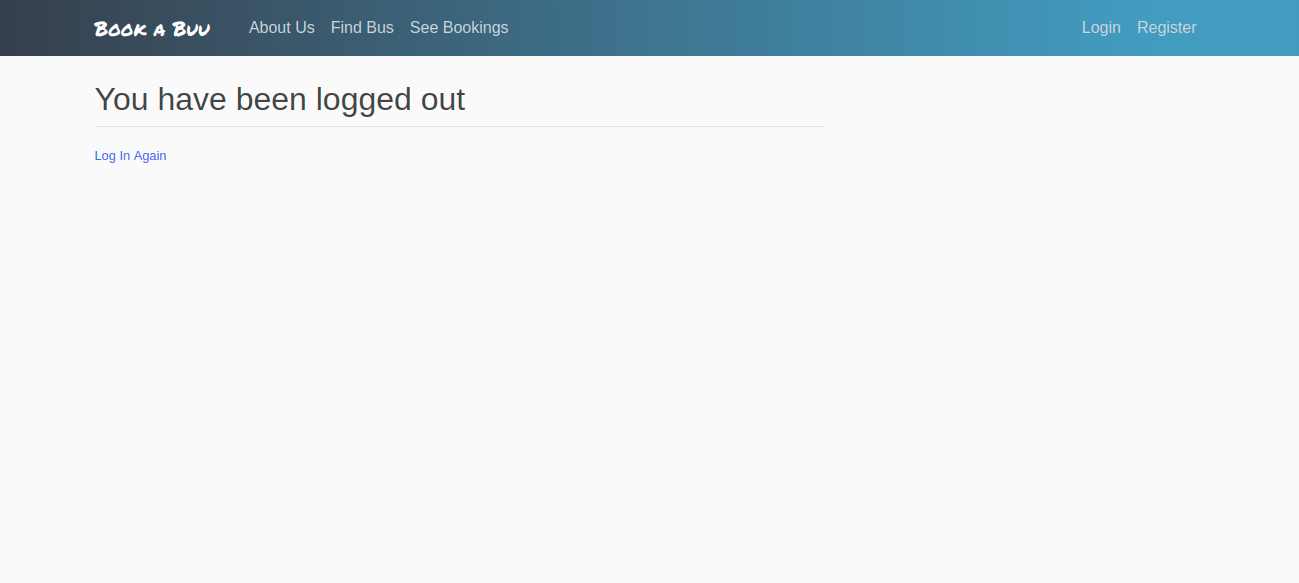 Book a Buu About Us Find Bus See Bookings Login Register
You have been logged out
Log In Again